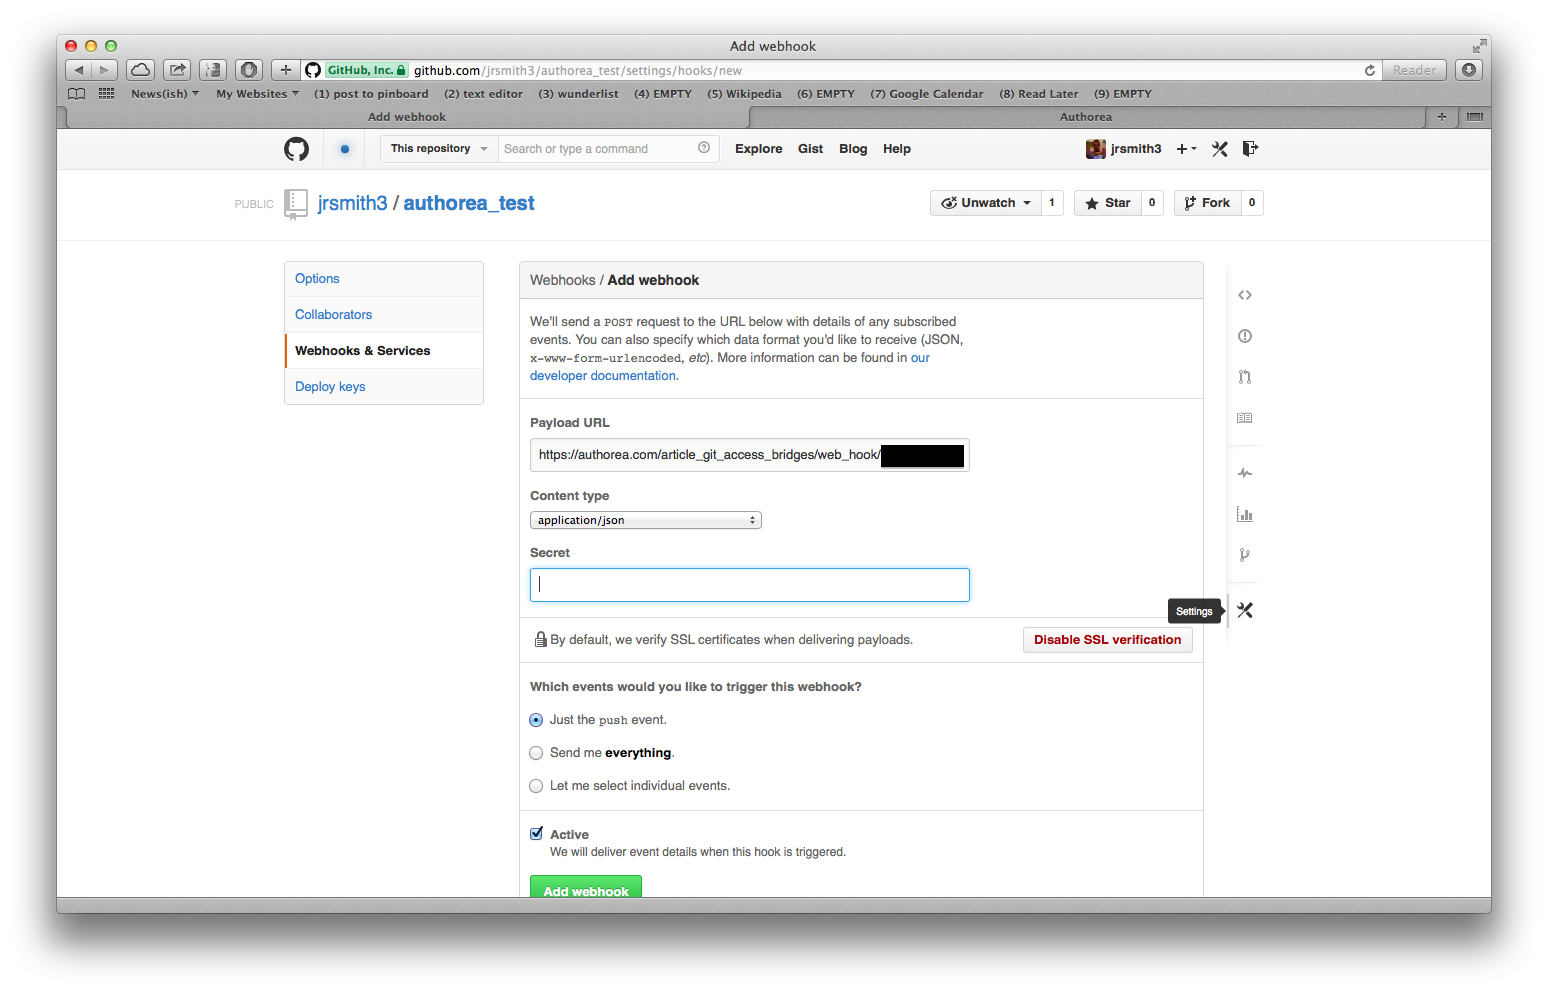 Add webhook
GitHub, Inc. github.com/jrsmith3/authorea_test/settings/hooks/new Reader
News(ish) My Websites (1) post to pinboard (2) text editor (3) wunderlist (4) EMPTY (5) Wikipedia (6) EMPTY (7) Google Calendar (8) Read Later (9) EMPTY
Add webhook Authorea
This repository Search or type a command Explore Gist Blog Help jrsmith3
PUBLIC jrsmith3 / authorea_test Unwatch 1 Star 0 Fork 0
Options
Collaborators
Webhooks & Services
Deploy keys
Webhooks / Add webhook
We'll send a POST request to the URL below with details of any subscribed
events. You can also specify which data format you'd like to receive (JSON,
x-www-form-urlencoded, etc). More information can be found in our
developer documentation.
Payload URL
https://authorea.com/article_git_access_bridges/web_hook/
Content type
application/json
Secret
Settings
By default, we verify SSL certificates when delivering payloads. Disable SSL verification
Which events would you like to trigger this webhook?
Just the push event.
Send me everything.
Let me select individual events.
Active
We will deliver event details when this hook is triggered.
Add webhook